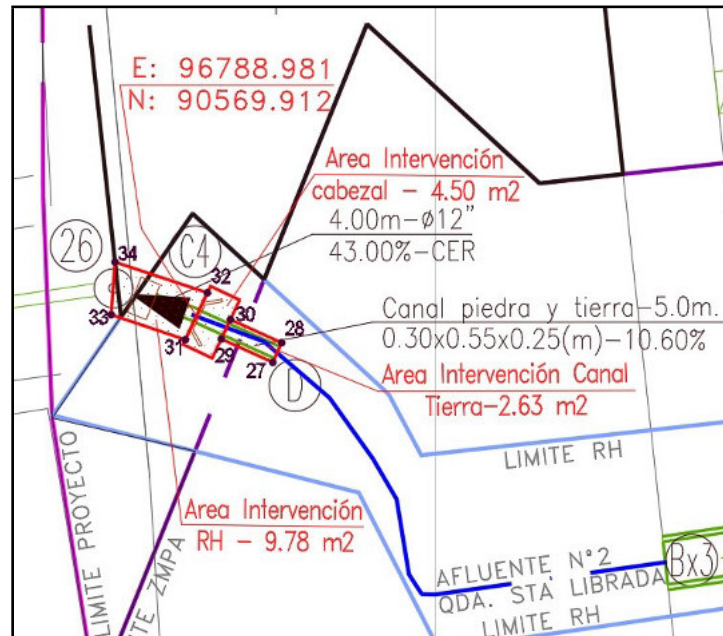 E: 96788.981
N: 90569.912
Area Intervención
cabezal - 4.50 m2
4.00m-ø12"
43.00%-CER
26
34
C4
32
33
30
31
29
28
27
D
Canal piedra y tierra-5.0m.
0.30x0.55x0.25(m)-10.60%
Area Intervención Canal
Tierra-2.63 m2
LIMITE RH
Area Intervención
RH - 9.78 m2
LIMITE PROYECTO
ZMPA
AFLUENTE N°2
QDA. STA LIBRADA
Bx3
LIMITE RH